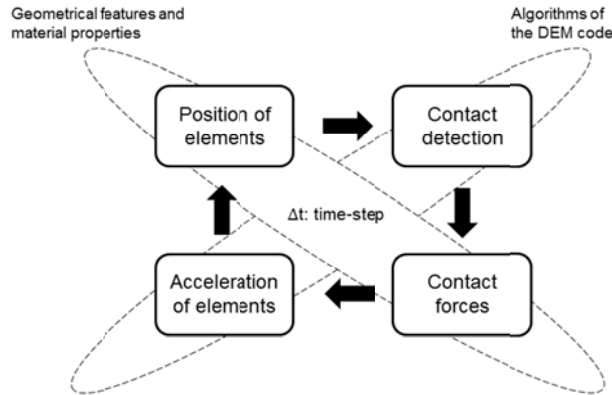 Geometrical features and
material properties
Algorithms of
the DEM code
Position of
elements
Contact
detection
Δt: time-step
Acceleration
of elements
Contact
forces